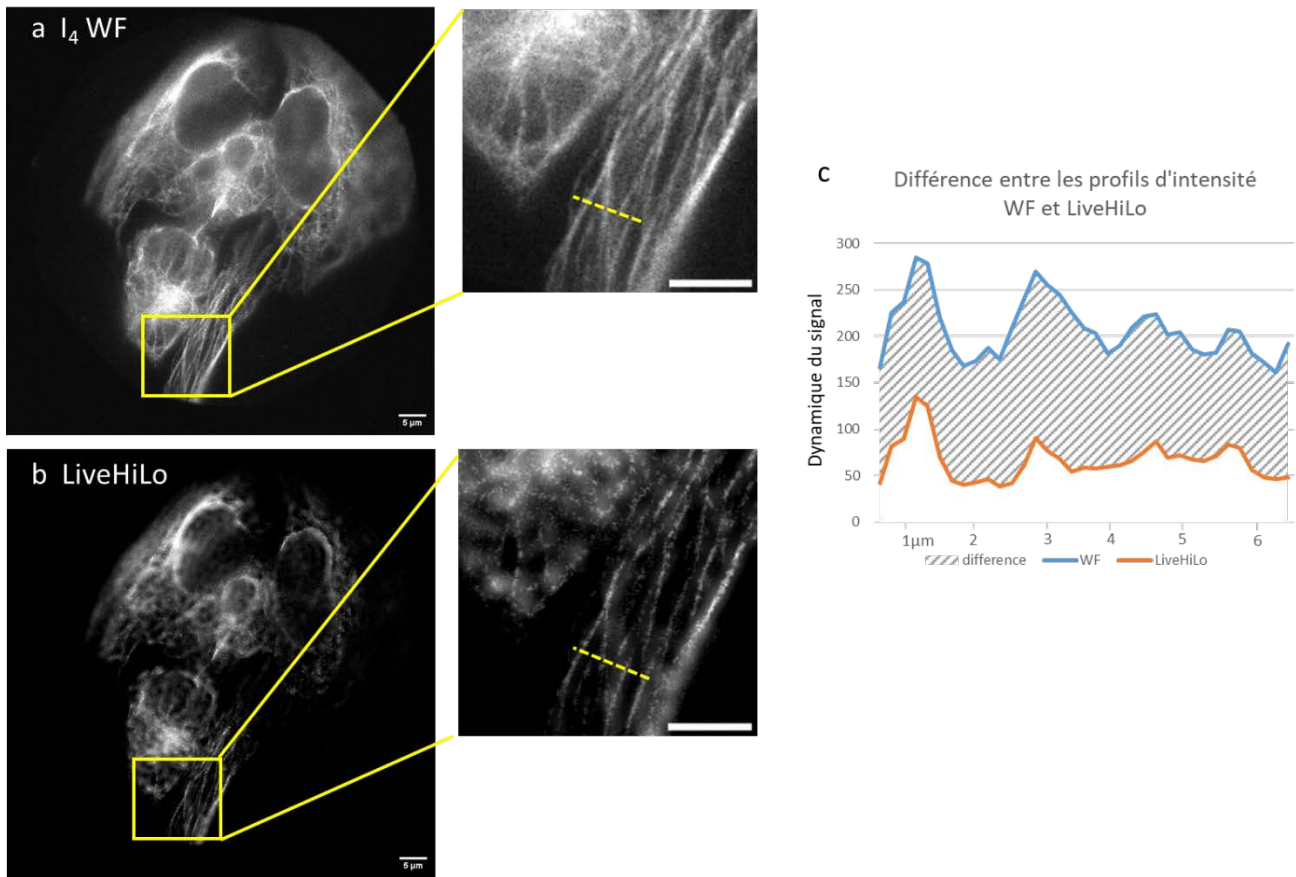 a I₄ WF
5 µm
b LiveHiLo
5 µm
c
Différence entre les profils d'intensité
WF et LiveHiLo
Dynamique du signal
300
250
200
150
100
50
0
1µm 2 3 4 5 6
difference WF LiveHiLo